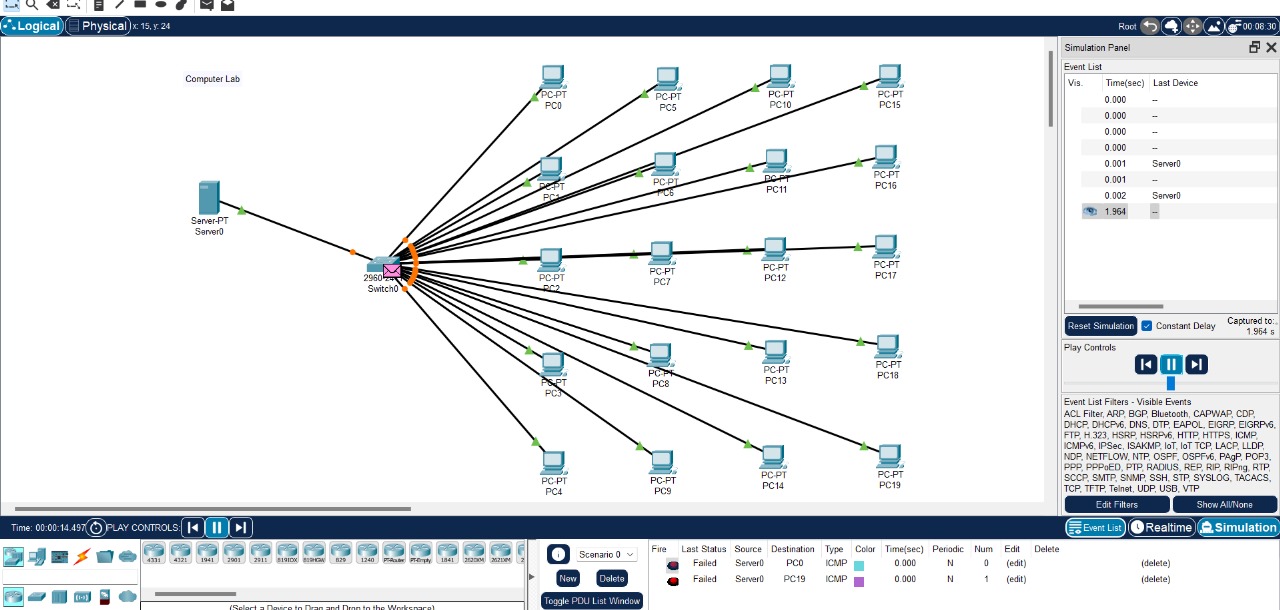 Logical Physical x: 15, y: 24 Root 00:08:30
Simulation Panel
Event List
Vis. Time(sec) Last Device
0.000 --
0.000 --
0.000 --
0.000 --
0.001 Server0
0.001 --
0.002 Server0
1.964 --
Reset Simulation Constant Delay Captured to:
1.964 s
Play Controls
Event List Filters - Visible Events
ACL Filter, ARP, BGP, Bluetooth, CAPWAP, CDP,
DHCP, DHCPv6, DNS, DTP, EAPOL, EIGRP, EIGRPv6,
FTP, H.323, HSRP, HSRPv6, HTTP, HTTPS, ICMP,
ICMPv6, IPSec, ISAKMP, IoT, IoT TCP, LACP, LLDP,
NDP, NETFLOW, NTP, OSPF, OSPFv6, PAgP, POP3,
PPP, PPPoED, PTP, RADIUS, REP, RIP, RIPng, RTP,
SCCP, SMTP, SNMP, SSH, STP, SYSLOG, TACACS,
TCP, TFTP, Telnet, UDP, USB, VTP
Edit Filters Show All/None
Computer Lab
PC-PT
PC0
PC-PT
PC5
PC-PT
PC10
PC-PT
PC15
PC-PT
PC1
PC-PT
PC6
PC-PT
PC11
PC-PT
PC16
Server-PT
Server0
2960
Switch0
PC-PT
PC2
PC-PT
PC7
PC-PT
PC12
PC-PT
PC17
PC-PT
PC3
PC-PT
PC8
PC-PT
PC13
PC-PT
PC18
PC-PT
PC4
PC-PT
PC9
PC-PT
PC14
PC-PT
PC19
Time: 00:00:14.497 PLAY CONTROLS: Event List Realtime Simulation
4331 4321 1941 2901 2911 819IOX 819HGW 829 1240 PT-Router PT-Empty 1841 2620XM 2621XM
(Select a Device to Drag and Drop to the Workspace)
Scenario 0
New Delete
Toggle PDU List Window
Fire Last Status Source Destination Type Color Time(sec) Periodic Num Edit Delete
Failed Server0 PC0 ICMP 0.000 N 0 (edit) (delete)
Failed Server0 PC19 ICMP 0.000 N 1 (edit) (delete)